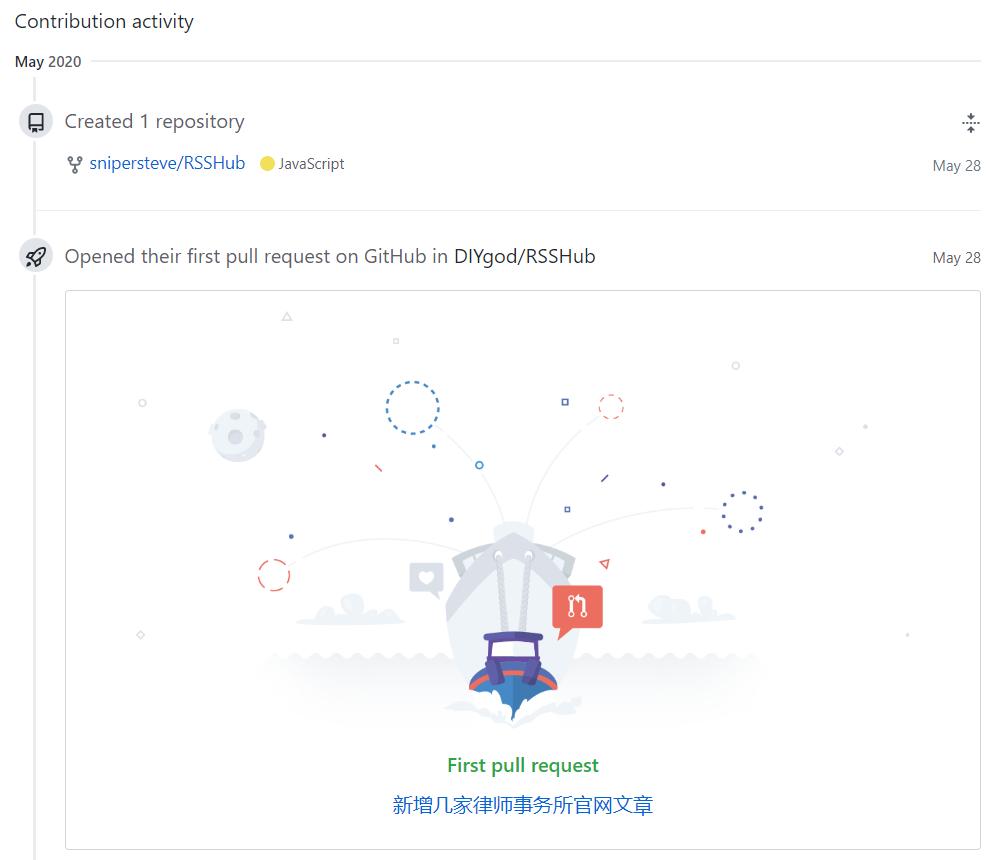 Contribution activity
May 2020
Created 1 repository
snipersteve/RSSHub JavaScript May 28
Opened their first pull request on GitHub in DIYgod/RSSHub May 28
First pull request
新增几家律师事务所官网文章